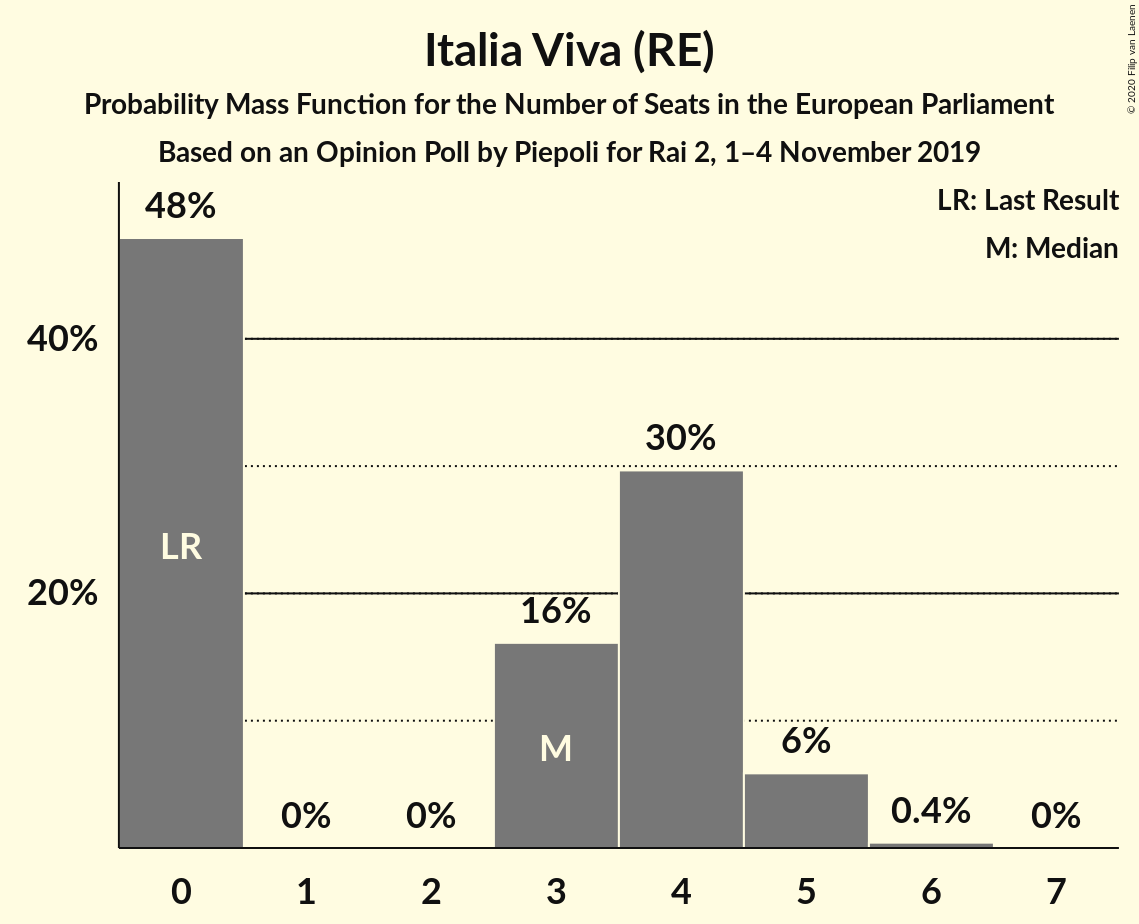 Italia Viva (RE)
Probability Mass Function for the Number of Seats in the European Parliament
Based on an Opinion Poll by Piepoli for Rai 2, 1–4 November 2019
© 2020 Filip van Laenen
LR: Last Result
M: Median
48%
40%
30%
LR
20%
16%
M
6%
0%
0%
0.4%
0%
0
1
2
3
4
5
6
7